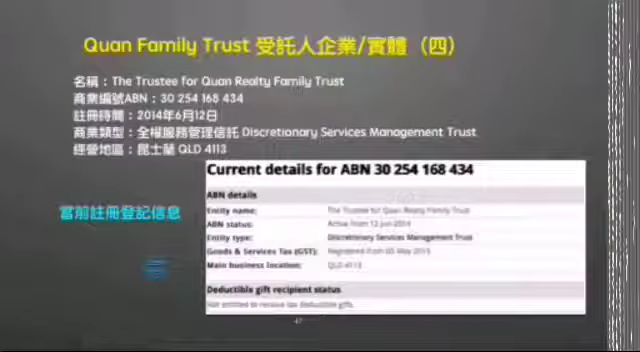 Quan Family Trust 受託人企業/實體（四）
名稱：The Trustee for Quan Realty Family Trust
商業編號ABN：30 254 168 434
註冊時間：2014年6月12日
商業類型：全權服務管理信託 Discretionary Services Management Trust
經營地區：昆士蘭 QLD 4113
Current details for ABN 30 254 168 434
ABN details
當前註冊登記信息
Entity name: The Trustee for Quan Realty Family Trust
ABN status: Active from 12 Jun 2014
Entity type: Discretionary Services Management Trust
Goods & Services Tax (GST): Registered from
Main business location: QLD 4113
Deductible gift recipient status
Not entitled to receive tax deductible gifts
47